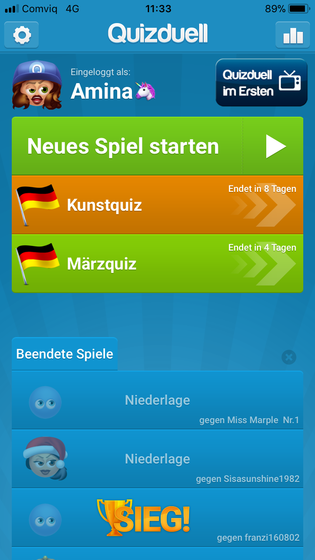 Comviq 4G 11:33 89%
Quizduell
Eingeloggt als:
Amina🦄
Quizduell
im Ersten
Neues Spiel starten
Endet in 8 Tagen
Kunstquiz
Endet in 4 Tagen
Märzquiz
Beendete Spiele
Niederlage
gegen Miss Marple Nr.1
Niederlage
gegen Sisasunshine1982
SIEG!
gegen franzi160802